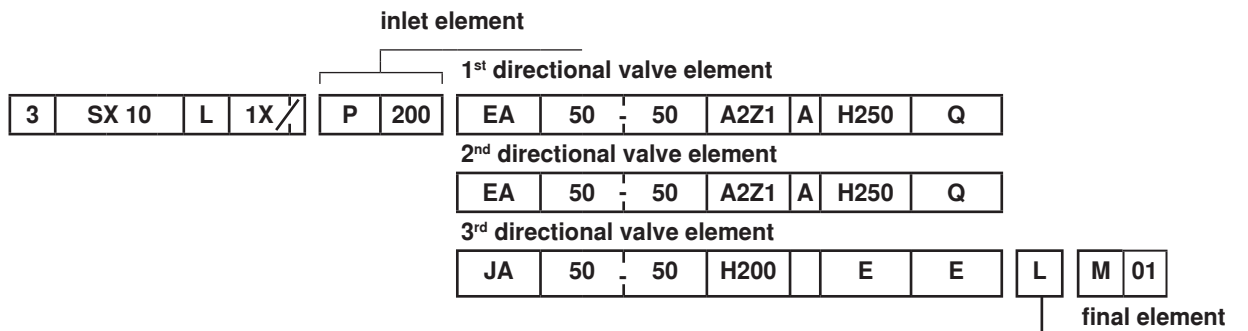 inlet element
1st directional valve element
3 SX 10 L 1X/ P 200 EA 50 - 50 A2Z1 A H250 Q
2nd directional valve element
EA 50 - 50 A2Z1 A H250 Q
3rd directional valve element
JA 50 - 50 H200 E E L M 01
final element